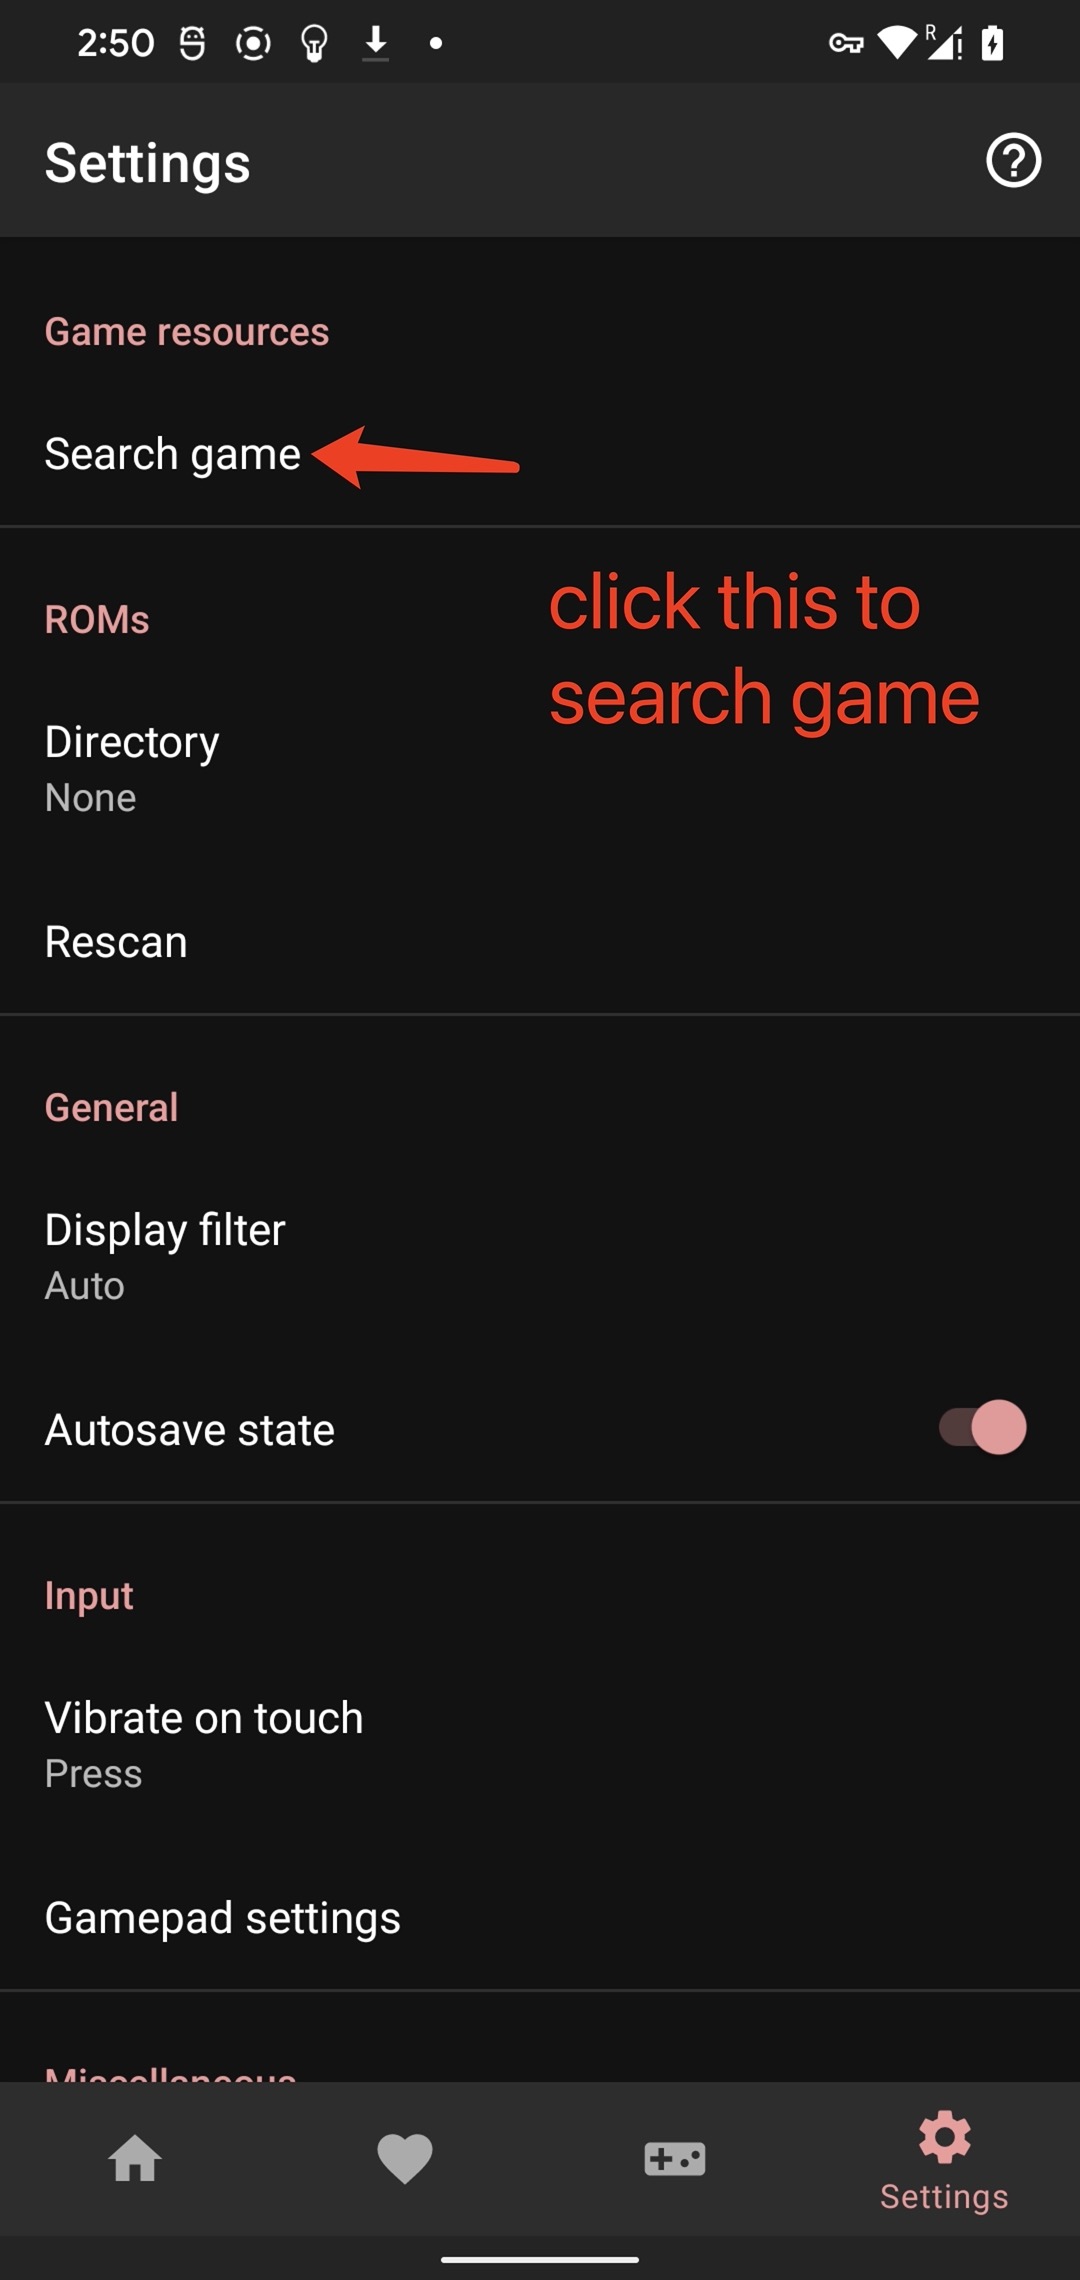 2:50
R
Settings
Game resources
Search game
click this to
search game
ROMs
Directory
None
Rescan
General
Display filter
Auto
Autosave state
Input
Vibrate on touch
Press
Gamepad settings
Miscellaneous
Settings